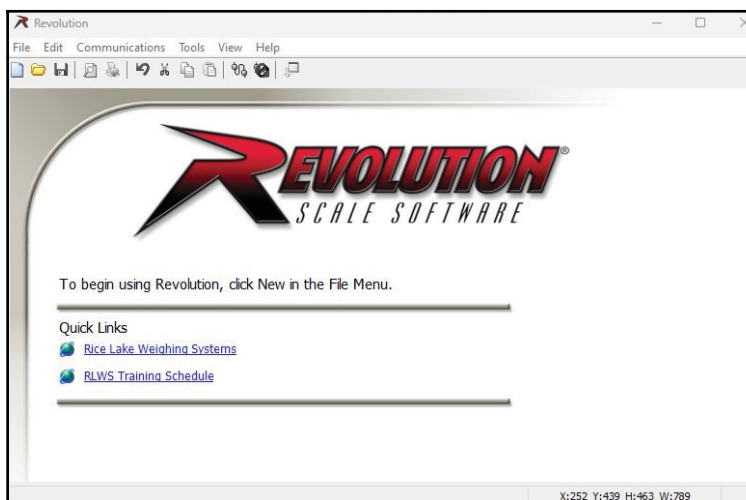 Revolution
File Edit Communications Tools View Help
REVOLUTION®
SCALE SOFTWARE
To begin using Revolution, click New in the File Menu.
Quick Links
Rice Lake Weighing Systems
RLWS Training Schedule
X:252 Y:439 H:463 W:789